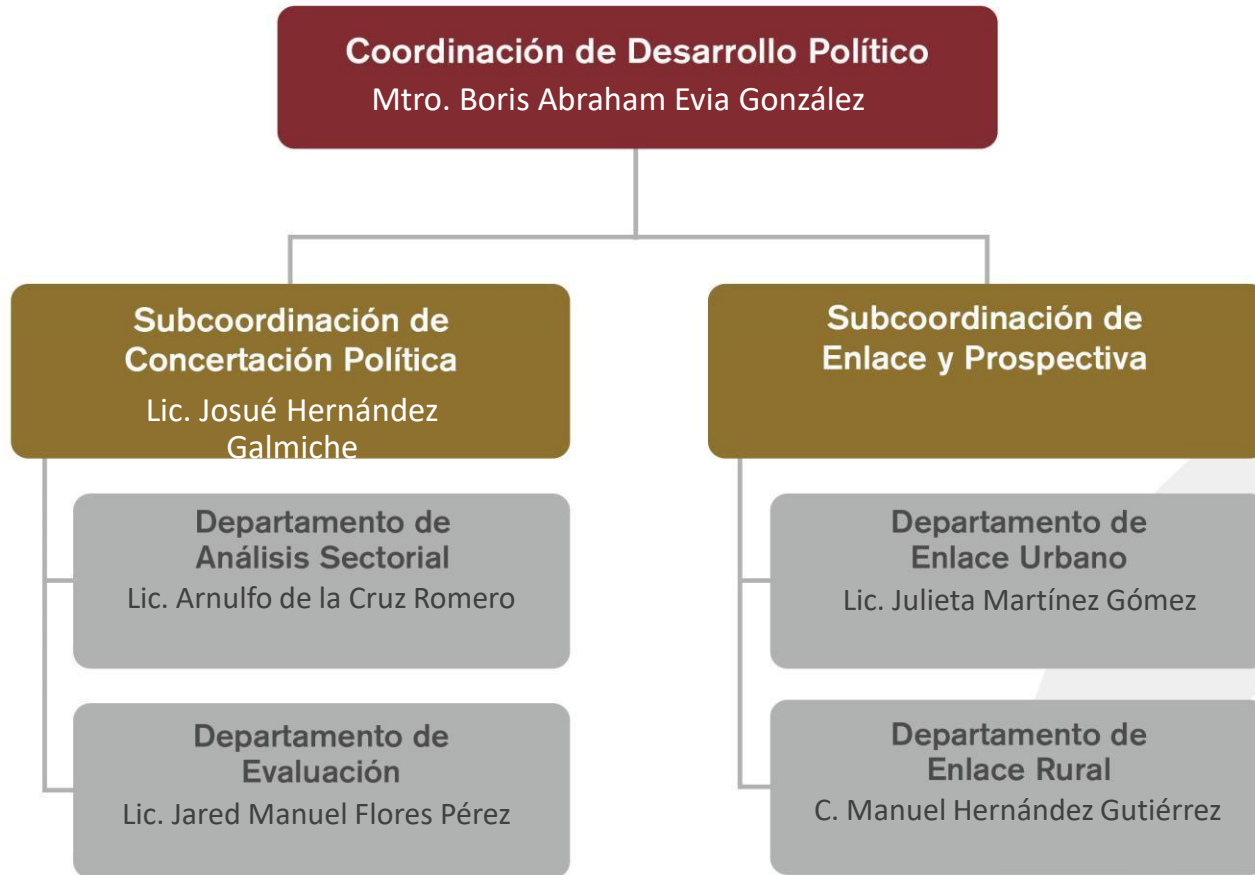 Coordinación de Desarrollo Político
Mtro. Boris Abraham Evia González
Subcoordinación de
Concertación Política
Lic. Josué Hernández
Galmiche
Departamento de
Análisis Sectorial
Lic. Arnulfo de la Cruz Romero
Departamento de
Evaluación
Lic. Jared Manuel Flores Pérez
Subcoordinación de
Enlace y Prospectiva
Departamento de
Enlace Urbano
Lic. Julieta Martínez Gómez
Departamento de
Enlace Rural
C. Manuel Hernández Gutiérrez